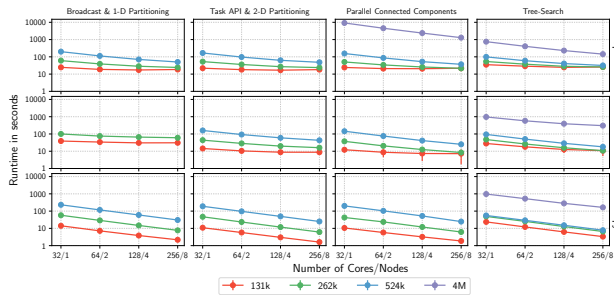 Broadcast & 1-D Partitioning
Task API & 2-D Partitioning
Parallel Connected Components
Tree-Search
Runtime in seconds
10000
1000
100
10
1
10000
1000
100
10
1
10000
1000
100
10
1
32/1 64/2 128/4 256/8
32/1 64/2 128/4 256/8
32/1 64/2 128/4 256/8
32/1 64/2 128/4 256/8
Number of Cores/Nodes
131k 262k 524k 4M